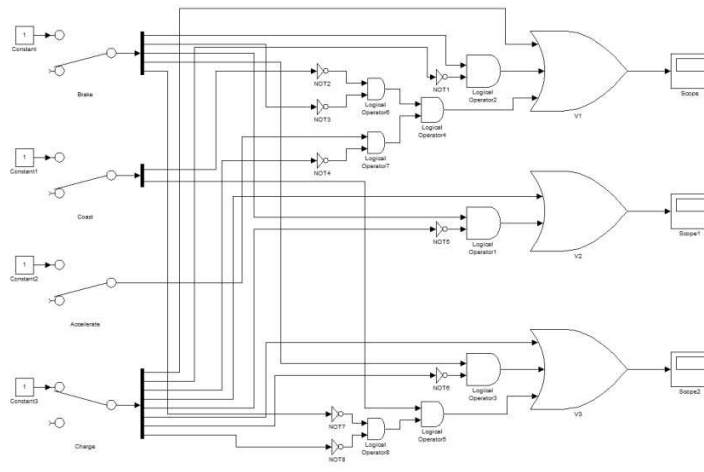 1
Constant
Brake
NOT2
NOT3
Logical
Operator6
NOT1
Logical
Operator2
Logical
Operator4
V1
Scope
1
Constant1
Coast
NOT4
Logical
Operator7
NOT5
Logical
Operator1
V2
Scope1
1
Constant2
Accelerate
1
Constant3
Charge
NOT6
Logical
Operator3
V3
Scope2
NOT7
NOT8
Logical
Operator8
Logical
Operator5